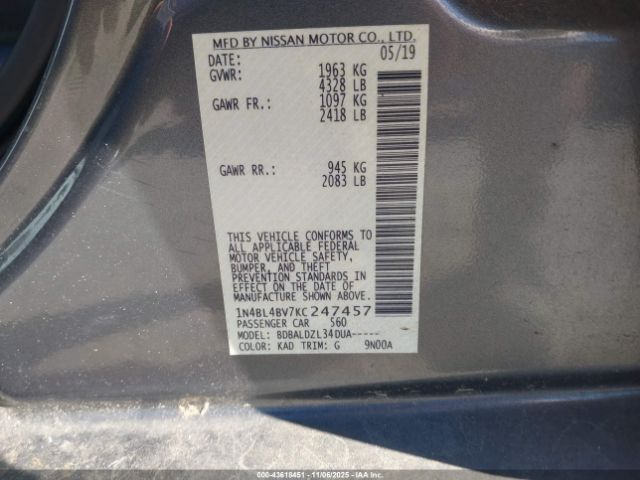 MFD BY NISSAN MOTOR CO., LTD.
DATE: 05/19
GVWR: 1963 KG
4328 LB
GAWR FR.: 1097 KG
2418 LB
GAWR RR.: 945 KG
2083 LB
THIS VEHICLE CONFORMS TO
ALL APPLICABLE FEDERAL
MOTOR VEHICLE SAFETY,
BUMPER, AND THEFT
PREVENTION STANDARDS IN
EFFECT ON THE DATE OF
MANUFACTURE SHOWN ABOVE.
1N4BL4BV7KC247457
PASSENGER CAR 560
MODEL: BDBALDZL34DUA-----
COLOR: KAD TRIM: G 9N00A
000-43618451 - 11/06/2025 - IAA Inc.